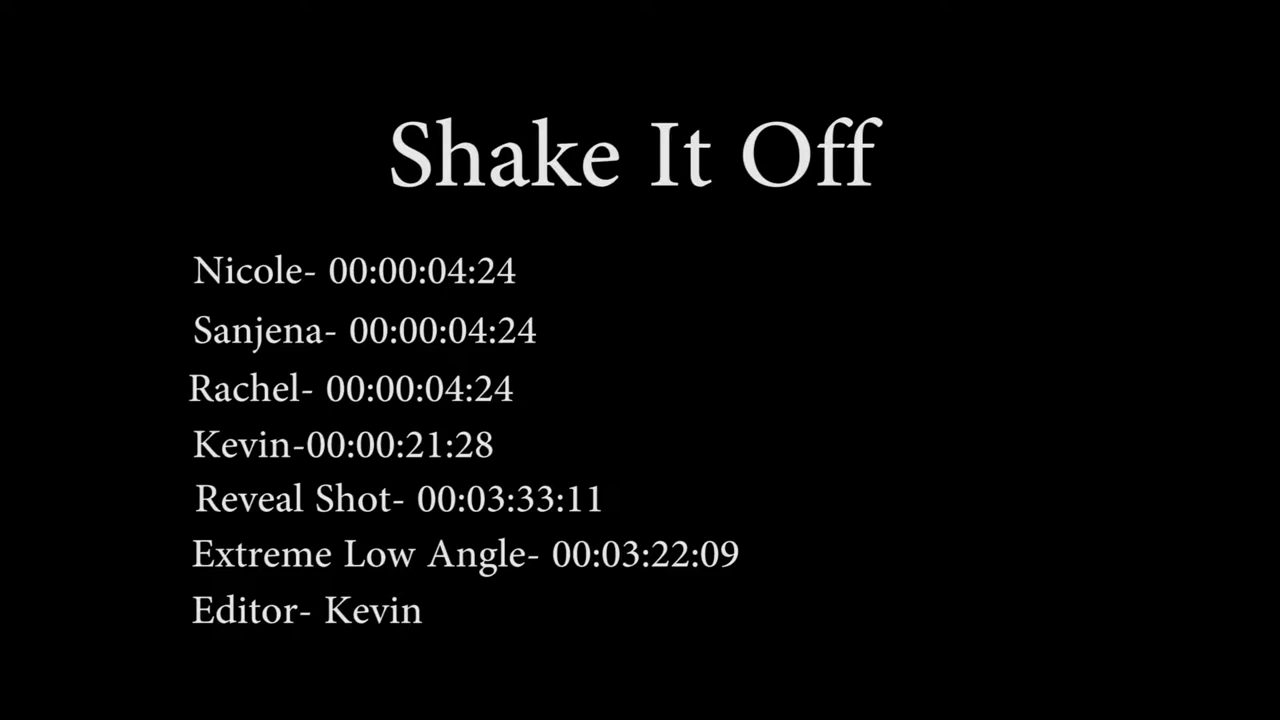 Shake It Off
Nicole- 00:00:04:24
Sanjena- 00:00:04:24
Rachel- 00:00:04:24
Kevin-00:00:21:28
Reveal Shot- 00:03:33:11
Extreme Low Angle- 00:03:22:09
Editor- Kevin